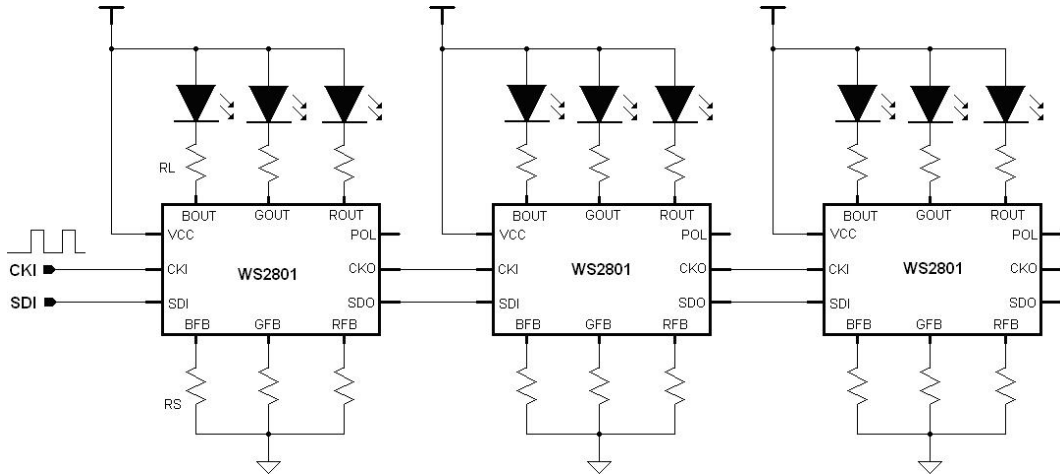 RL
BOUT GOUT ROUT
VCC POL
CKI CKI WS2801 CKO
SDI SDI SDO
BFB GFB RFB
RS
BOUT GOUT ROUT
VCC POL
CKI WS2801 CKO
SDI SDO
BFB GFB RFB
BOUT GOUT ROUT
VCC POL
CKI WS2801 CKO
SDI SDO
BFB GFB RFB